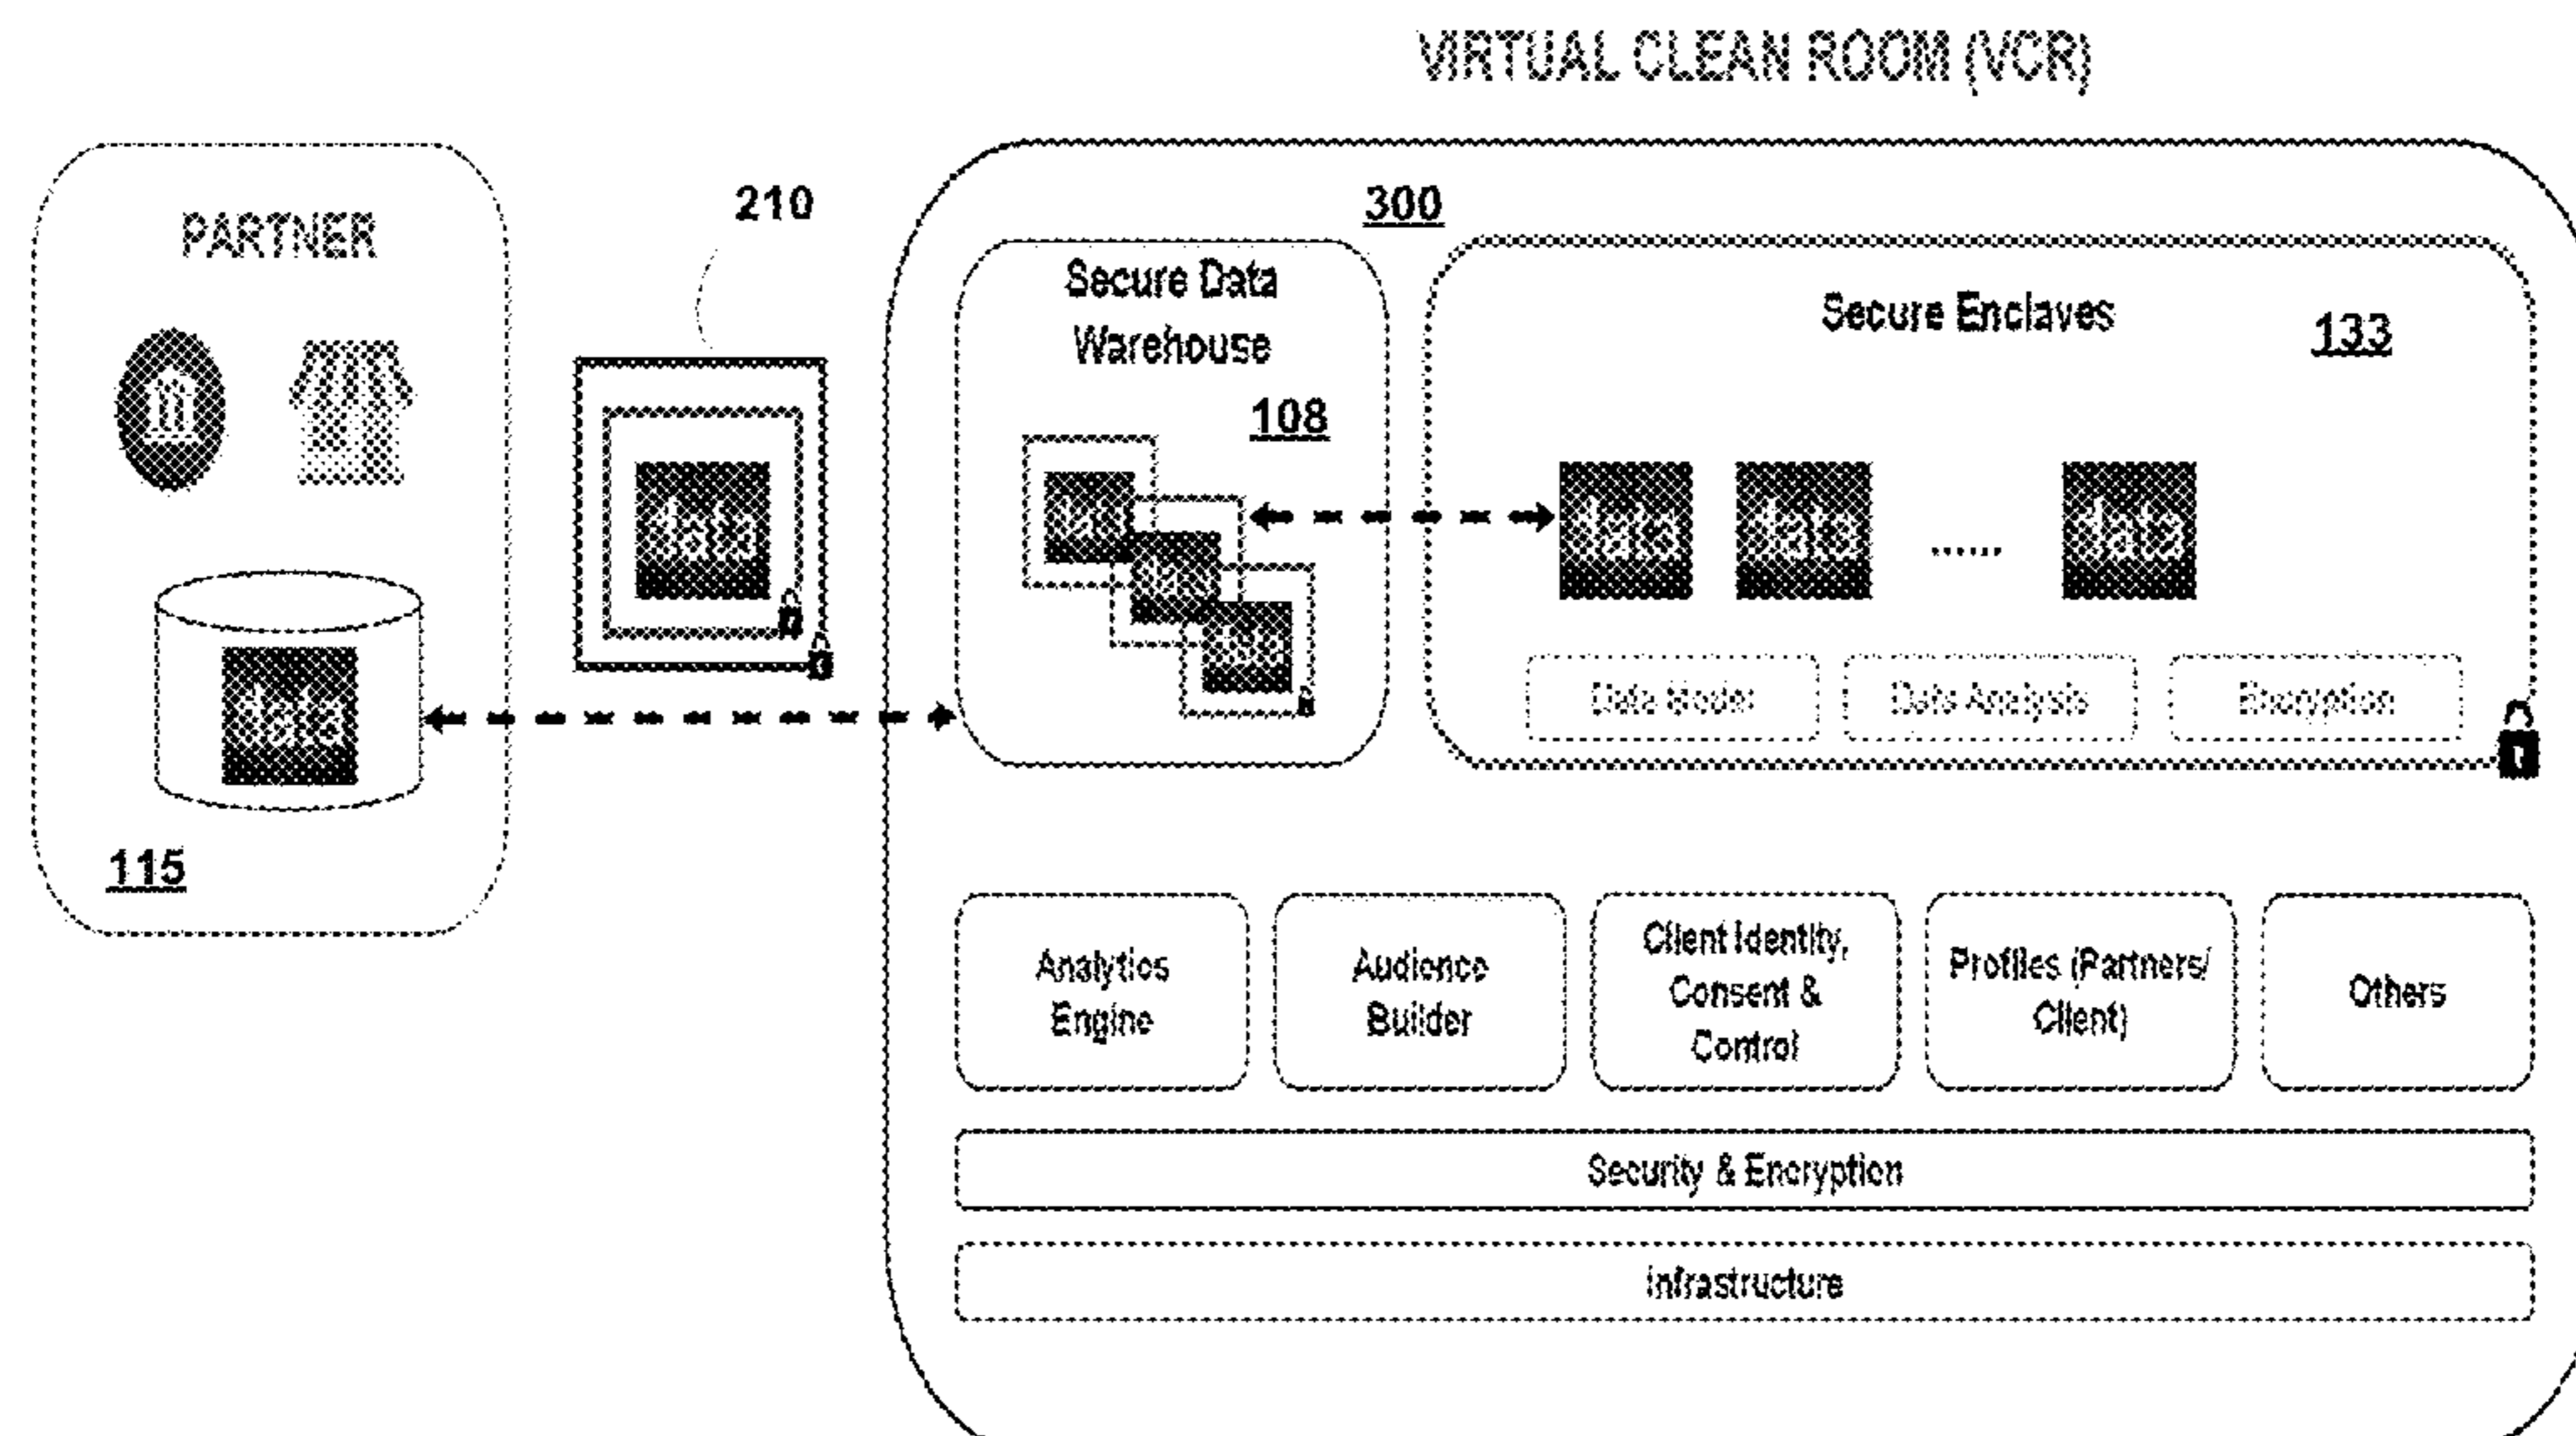 VIRTUAL CLEAN ROOM (VCR)
PARTNER
data
115
210
data
300
Secure Data
Warehouse
108
data
data
data
Secure Enclaves
133
data
data
......
data
Data Model
Data Analysis
Encryption
Analytics
Engine
Audience
Builder
Client Identity,
Consent &
Control
Profiles (Partners/
Client)
Others
Security & Encryption
Infrastructure